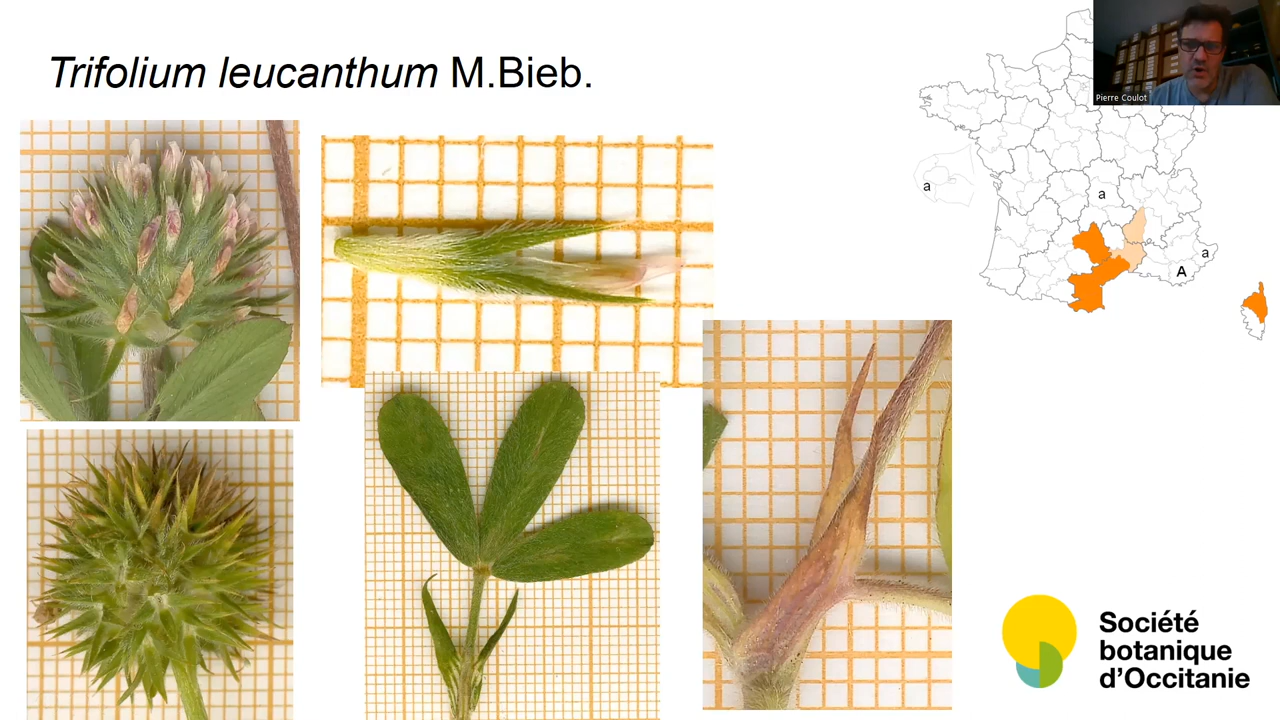 Trifolium leucanthum M.Bieb.
Pierre Coulot
a
a
a
A
Société
botanique
d'Occitanie